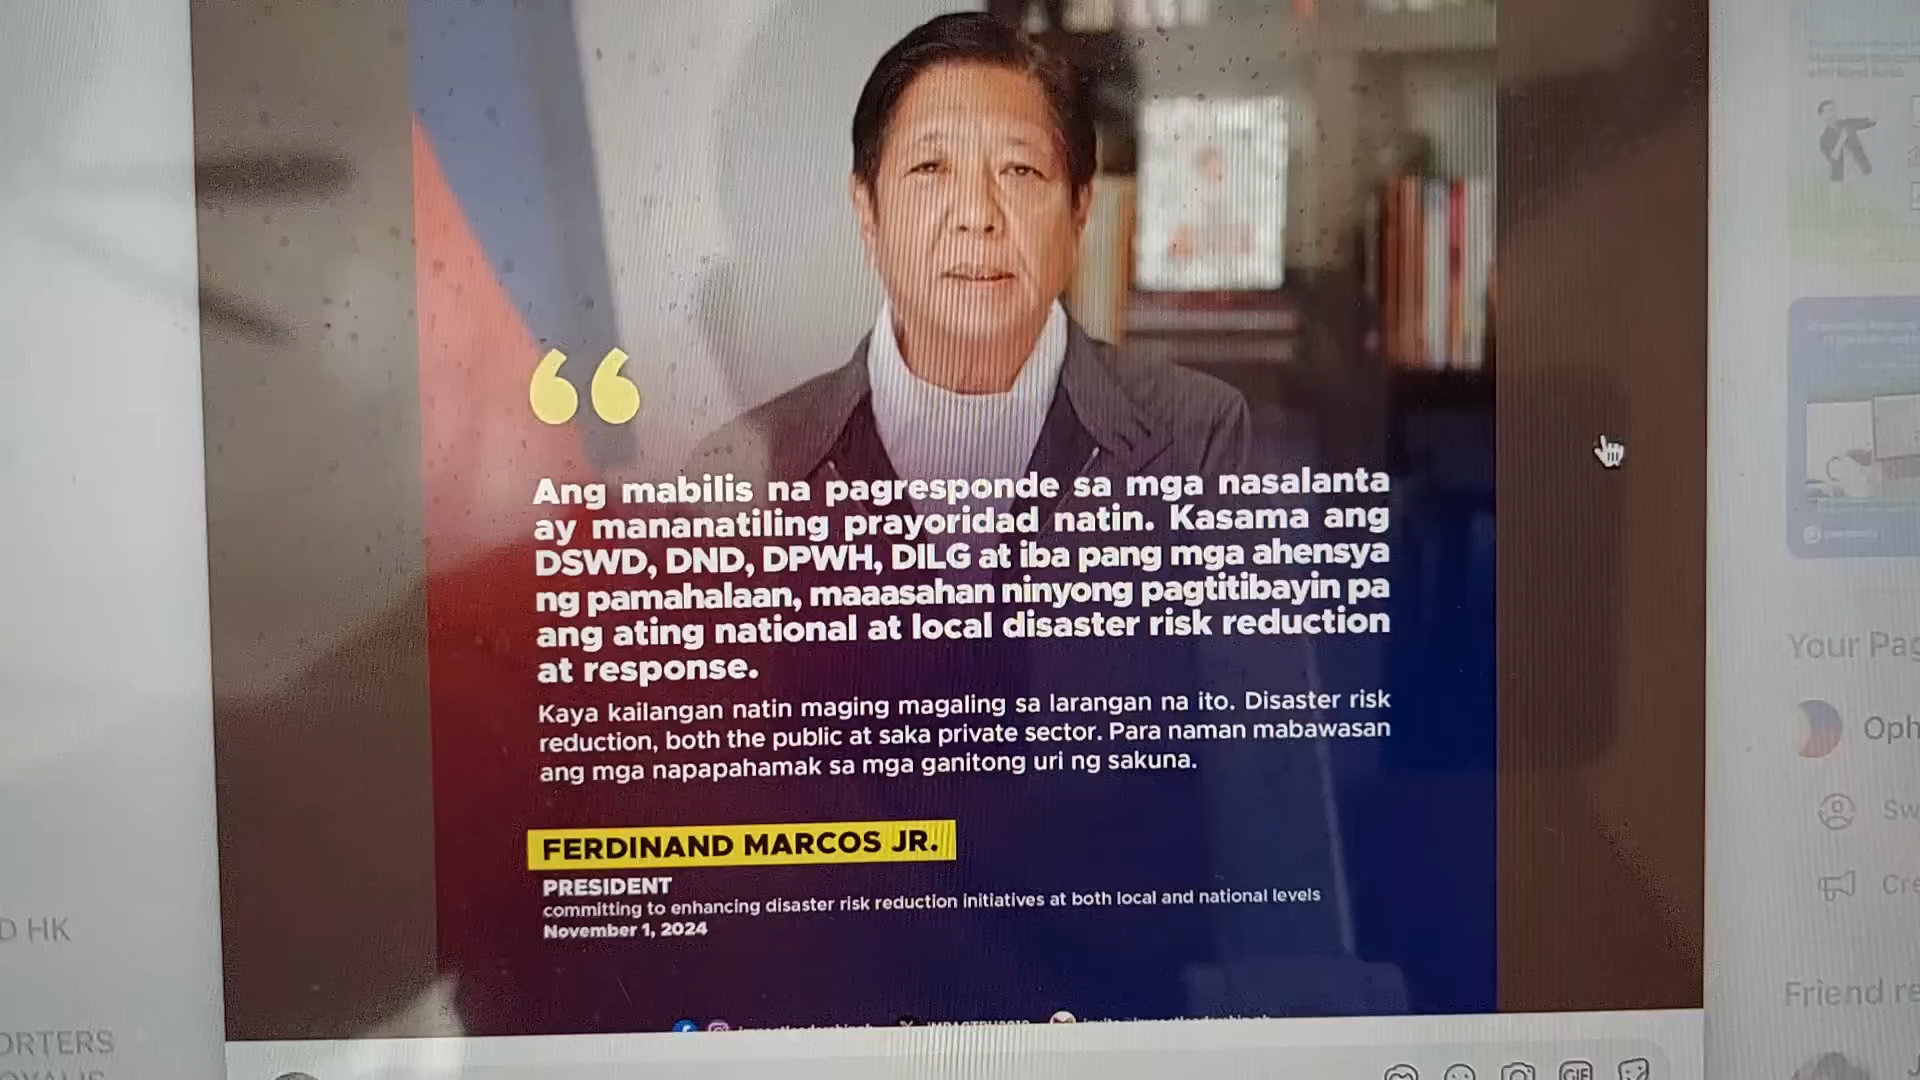 Ang mabilis na pagresponde sa mga nasalanta
ay mananatiling prayoridad natin. Kasama ang
DSWD, DND, DPWH, DILG at iba pang mga ahensya
ng pamahalaan, maaasahan ninyong pagtitibayin pa
ang ating national at local disaster risk reduction
at response.
Kaya kailangan natin maging magaling sa larangan na ito. Disaster risk
reduction, both the public at saka private sector. Para naman mabawasan
ang mga napapahamak sa mga ganitong uri ng sakuna.
FERDINAND MARCOS JR.
PRESIDENT
committing to enhancing disaster risk reduction initiatives at both local and national levels
November 1, 2024
HK
GIF
Your
Friend